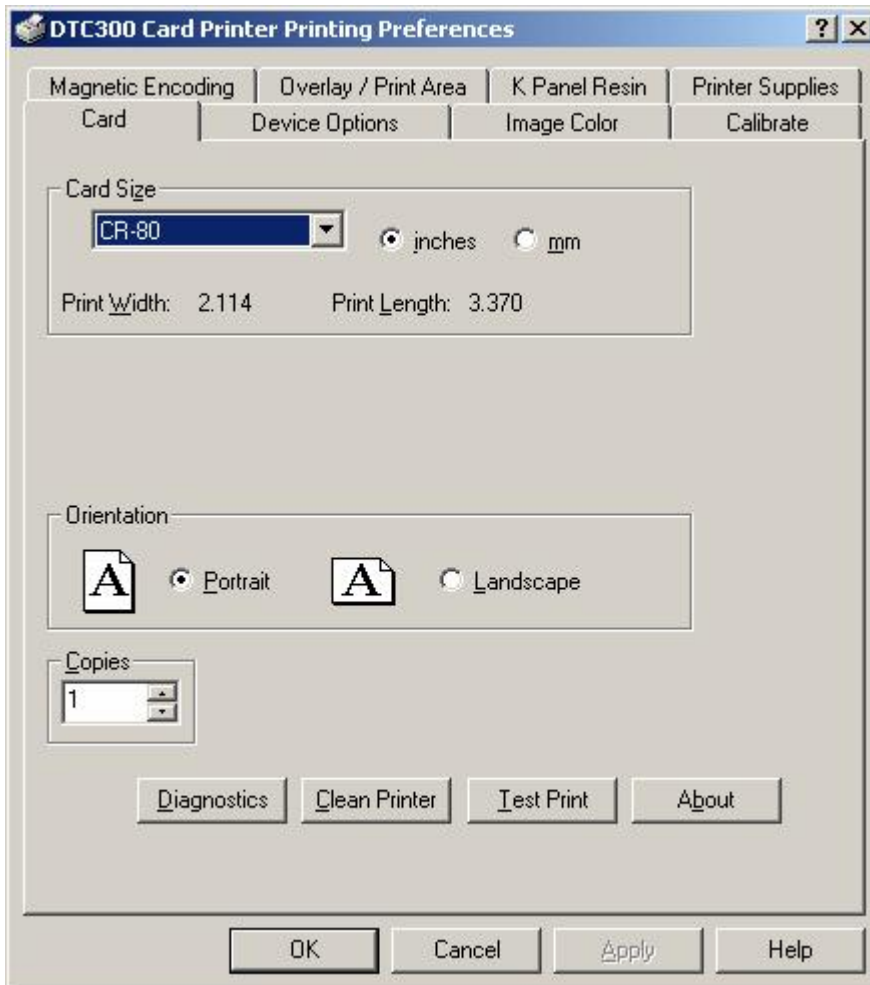 DTC300 Card Printer Printing Preferences
Magnetic Encoding Overlay / Print Area K Panel Resin Printer Supplies
Card Device Options Image Color Calibrate
Card Size
CR-80 inches mm
Print Width: 2.114 Print Length: 3.370
Orientation
A Portrait A Landscape
Copies
1
Diagnostics Clean Printer Test Print About
OK Cancel Apply Help